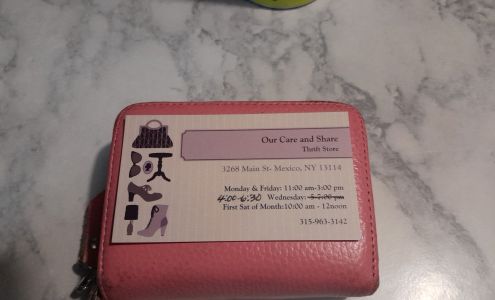 Our Care and Share
Thrift Store
3268 Main St- Mexico, NY 13114
Monday & Friday: 11:00 am-3:00 pm
4:00-6:30 Wednesday: 5-7:00 pm
First Sat of Month:10:00 am - 12noon
315-963-3142